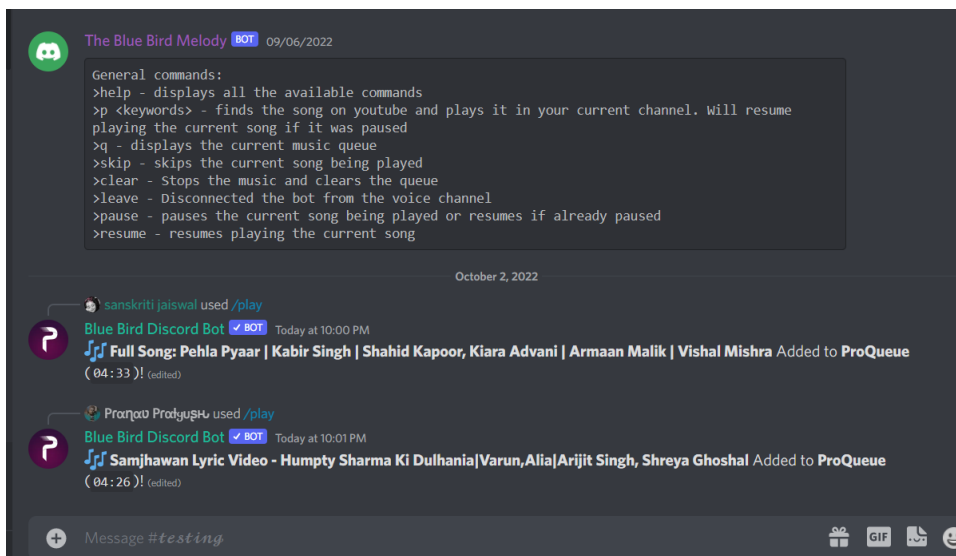 The Blue Bird Melody BOT 09/06/2022
General commands:
>help - displays all the available commands
>p <keywords> - finds the song on youtube and plays it in your current channel. Will resume
playing the current song if it was paused
>q - displays the current music queue
>skip - skips the current song being played
>clear - Stops the music and clears the queue
>leave - Disconnected the bot from the voice channel
>pause - pauses the current song being played or resumes if already paused
>resume - resumes playing the current song
October 2, 2022
sanskriti jaiswal used /play
Blue Bird Discord Bot ✓ BOT Today at 10:00 PM
🎶 Full Song: Pehla Pyaar | Kabir Singh | Shahid Kapoor, Kiara Advani | Armaan Malik | Vishal Mishra Added to ProQueue
(04:33)! (edited)
Prαɳαʋ Prαԃyυʂԋ used /play
Blue Bird Discord Bot ✓ BOT Today at 10:01 PM
🎶 Samjhawan Lyric Video - Humpty Sharma Ki Dulhania|Varun,Alia|Arijit Singh, Shreya Ghoshal Added to ProQueue
(04:26)! (edited)
Message #𝓽𝓮𝓼𝓽𝓲𝓷𝓰
GIF